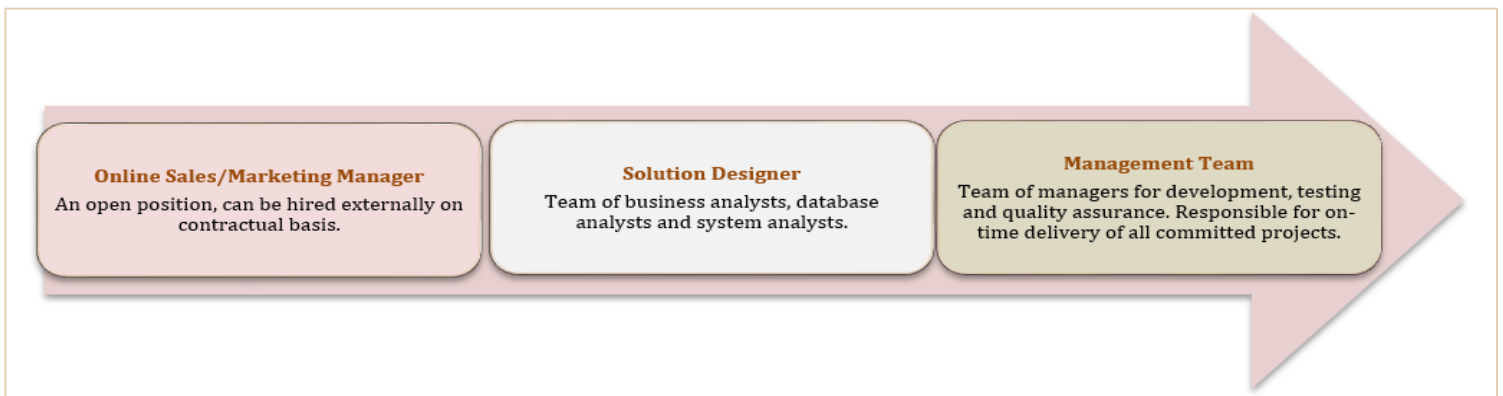 Online Sales/Marketing Manager
An open position, can be hired externally on
contractual basis.
Solution Designer
Team of business analysts, database
analysts and system analysts.
Management Team
Team of managers for development, testing
and quality assurance. Responsible for on-
time delivery of all committed projects.